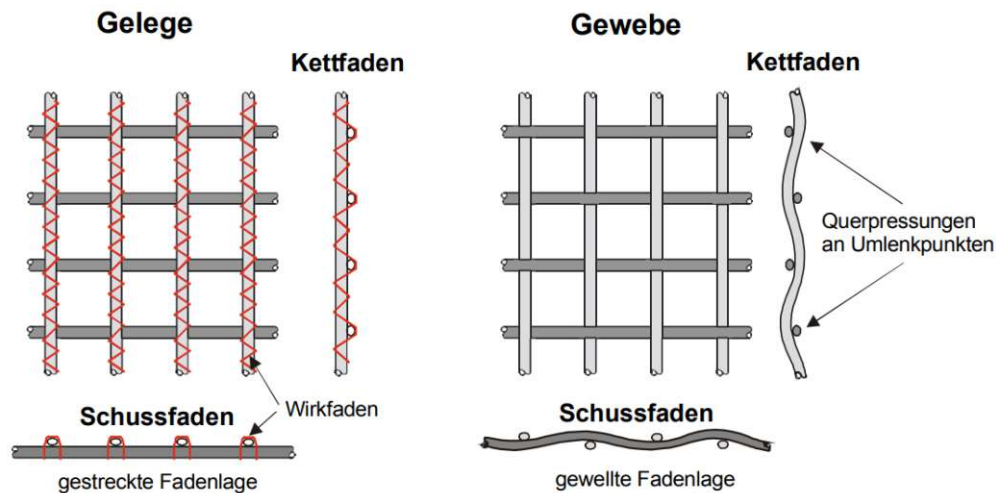 Gelege
Kettfaden
Wirkfaden
Schussfaden
gestreckte Fadenlage
Gewebe
Kettfaden
Querpressungen
an Umlenkpunkten
Schussfaden
gewellte Fadenlage